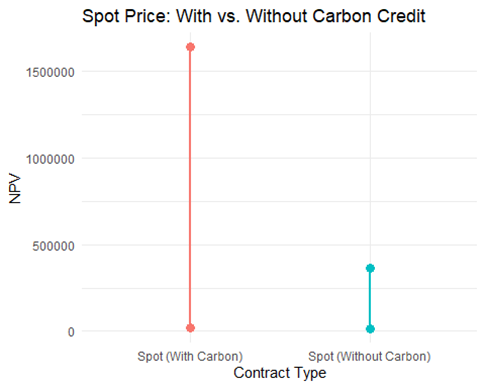 Spot Price: With vs. Without Carbon Credit
1500000
1000000
500000
0
NPV
Spot (With Carbon) Spot (Without Carbon)
Contract Type